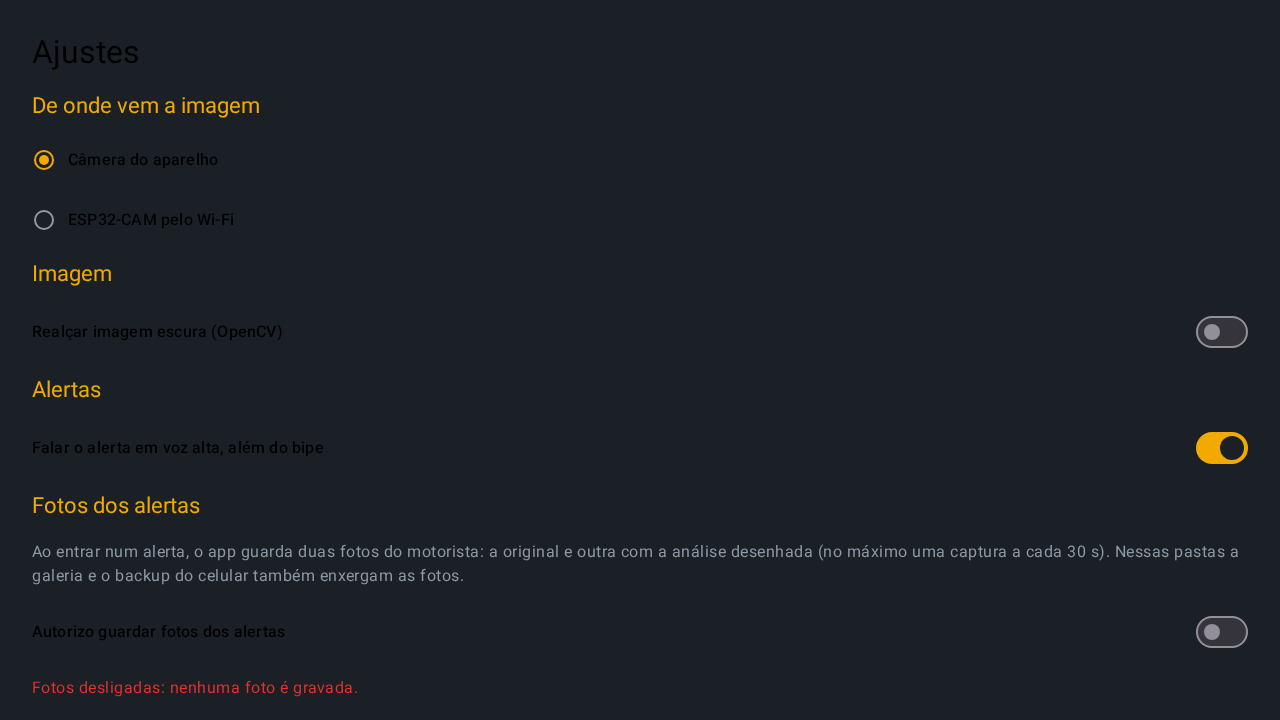 Ajustes
De onde vem a imagem
Câmera do aparelho
ESP32-CAM pelo Wi-Fi
Imagem
Realçar imagem escura (OpenCV)
Alertas
Falar o alerta em voz alta, além do bipe
Fotos dos alertas
Ao entrar num alerta, o app guarda duas fotos do motorista: a original e outra com a análise desenhada (no máximo uma captura a cada 30 s). Nessas pastas a
galeria e o backup do celular também enxergam as fotos.
Autorizo guardar fotos dos alertas
Fotos desligadas: nenhuma foto é gravada.